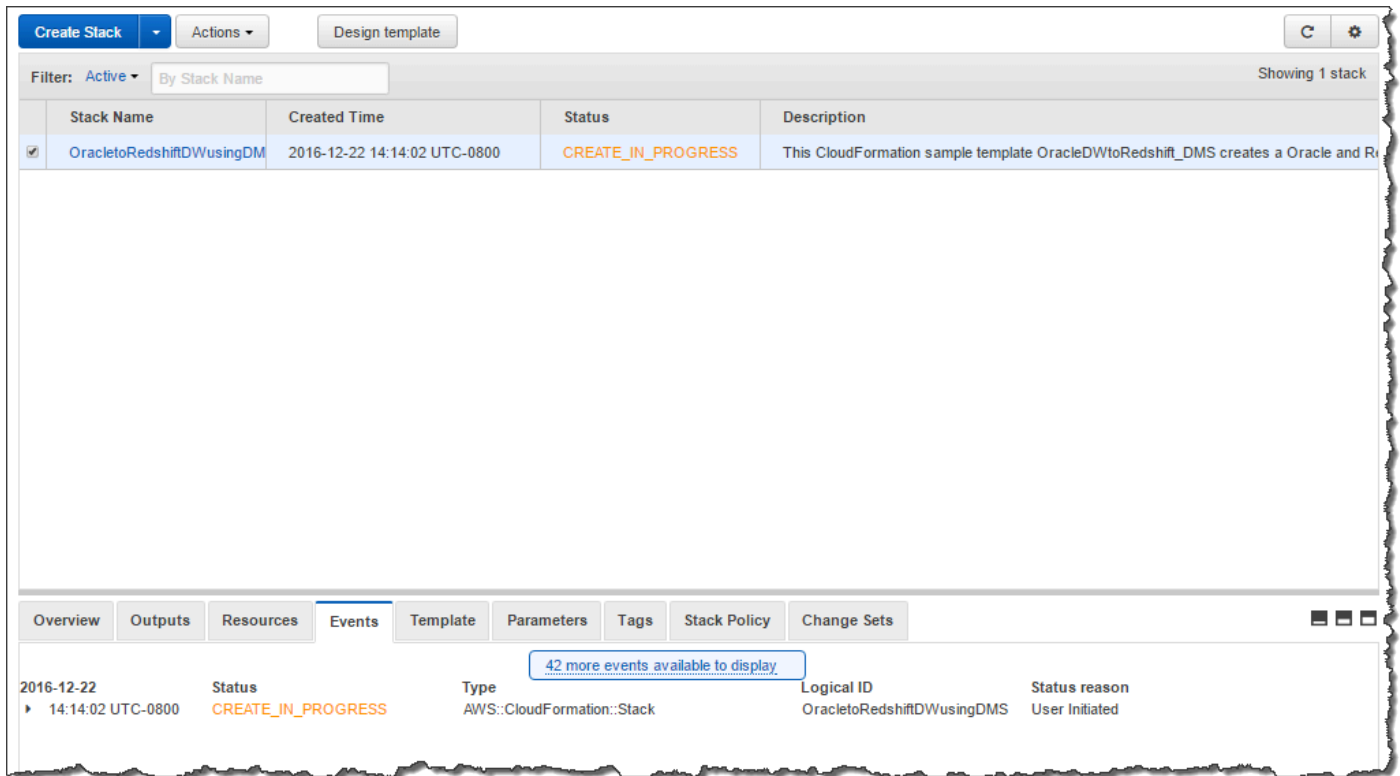 Create Stack Actions Design template
Filter: Active By Stack Name Showing 1 stack
Stack Name Created Time Status Description
OracletoRedshiftDWusingDM 2016-12-22 14:14:02 UTC-0800 CREATE_IN_PROGRESS This CloudFormation sample template OracleDWtoRedshift_DMS creates a Oracle and
Overview Outputs Resources Events Template Parameters Tags Stack Policy Change Sets
42 more events available to display
2016-12-22 Status Type Logical ID Status reason
14:14:02 UTC-0800 CREATE_IN_PROGRESS AWS::CloudFormation::Stack OracletoRedshiftDWusingDMS User Initiated